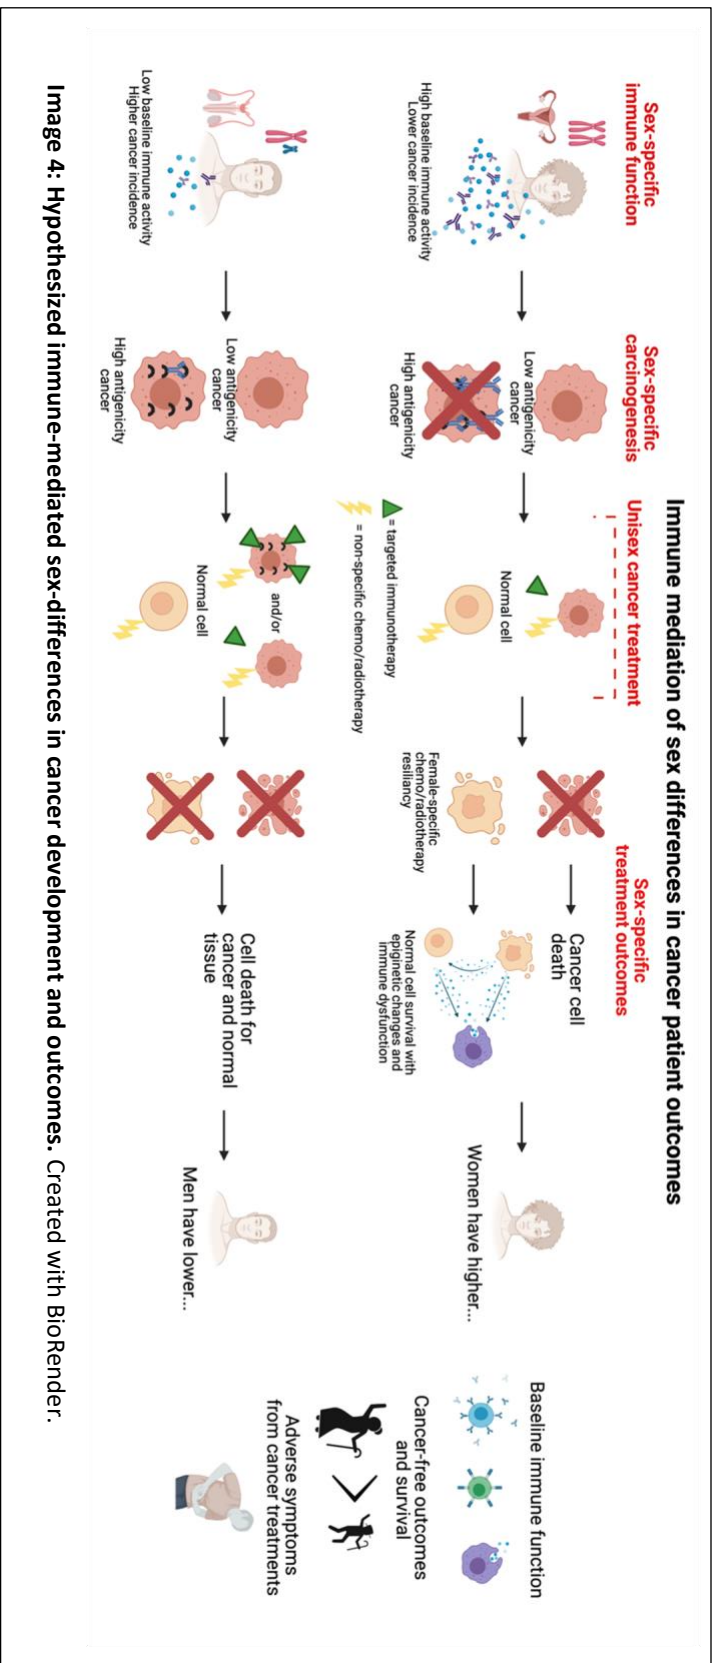 Immune mediation of sex differences in cancer patient outcomes
Sex-specific
immune function
Sex-specific
carcinogenesis
Unisex cancer treatment
Sex-specific
treatment outcomes
High baseline immune activity
Lower cancer incidence
Low antigenicity
cancer
High antigenicity
cancer
Normal cell
= targeted immunotherapy
= non-specific chemo/radiotherapy
Female-specific
chemo/radiotherapy
resiliancy
Cancer cell
death
Normal cell survival with
epiginetic changes and
immune dysfunction
Women have higher...
Baseline immune function
Cancer-free outcomes
and survival
Adverse symptoms
from cancer treatments
Low baseline immune activity
Higher cancer incidence
Low antigenicity
cancer
High antigenicity
cancer
and/or
Normal cell
Cell death for
cancer and normal
tissue
Men have lower...
Image 4: Hypothesized immune-mediated sex-differences in cancer development and outcomes. Created with BioRender.